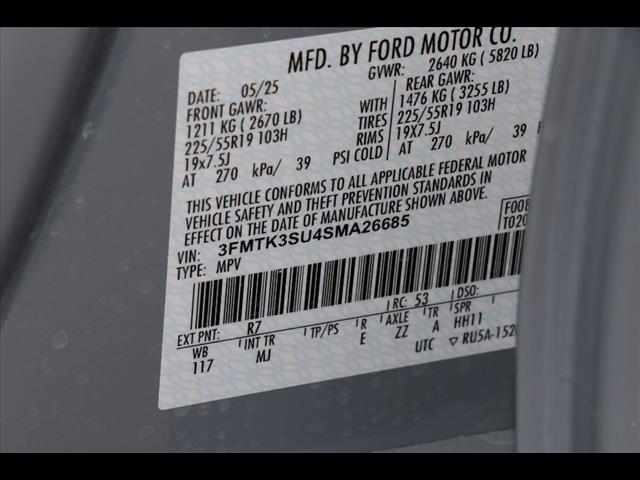 MFD. BY FORD MOTOR CO.
DATE: 05/25 GVWR: 2640 KG ( 5820 LB)
FRONT GAWR: REAR GAWR:
1211 KG ( 2670 LB) WITH 1476 KG ( 3255 LB)
225/55R19 103H TIRES 225/55R19 103H
19x7.5J RIMS 19X7.5J
AT 270 kPa/ 39 PSI COLD AT 270 kPa/ 39
THIS VEHICLE CONFORMS TO ALL APPLICABLE FEDERAL MOTOR
VEHICLE SAFETY AND THEFT PREVENTION STANDARDS IN
EFFECT ON THE DATE OF MANUFACTURE SHOWN ABOVE.
VIN: 3FMTK3SU4SMA26685 F008
TYPE: MPV T020
EXT PNT: R7 RC: 53 DSO:
WB INT TR TP/PS R AXLE TR SPR
117 MJ E ZZ A HH11
UTC ▽ RU5A-1520